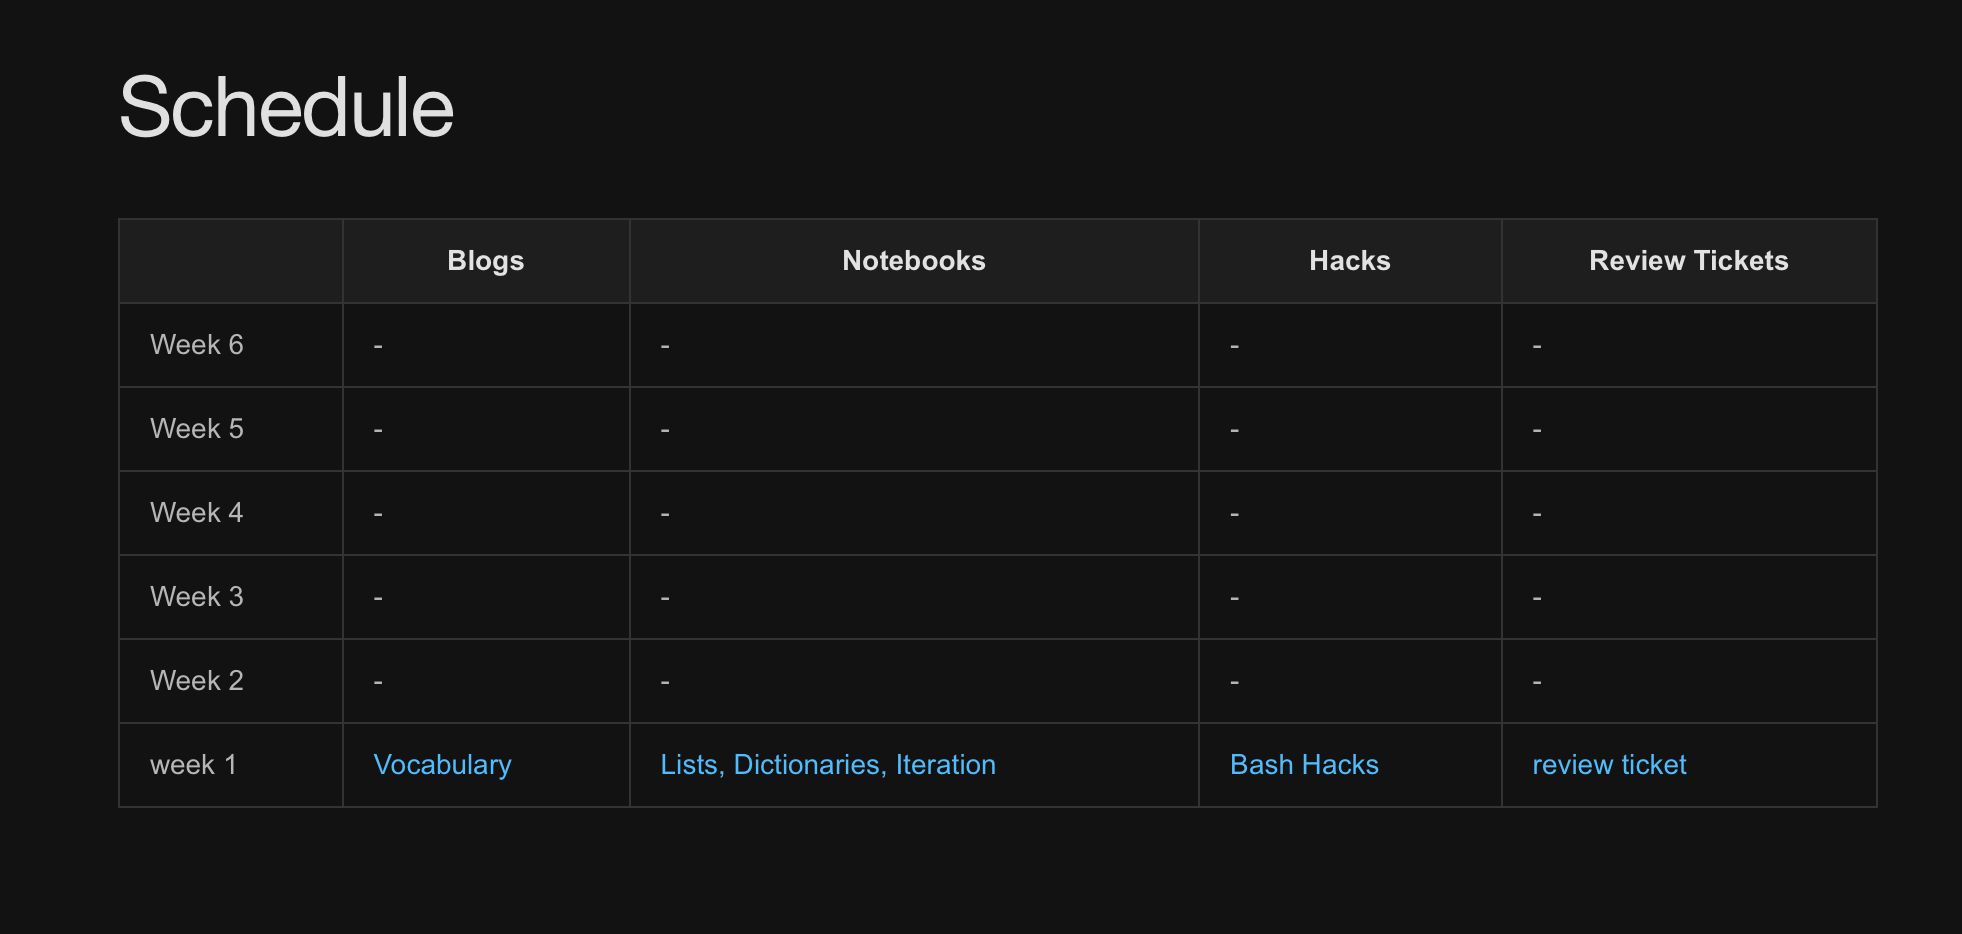 Schedule
Blogs Notebooks Hacks Review Tickets
Week 6 - - - -
Week 5 - - - -
Week 4 - - - -
Week 3 - - - -
Week 2 - - - -
week 1 Vocabulary Lists, Dictionaries, Iteration Bash Hacks review ticket